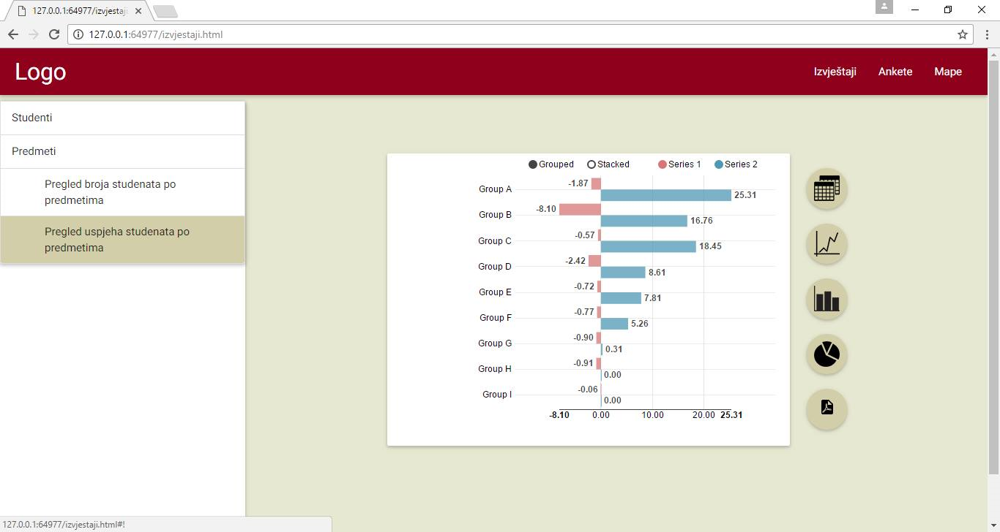 127.0.0.1:64977/izvjestaji
127.0.0.1:64977/izvjestaji.html
Logo
Izvještaji
Ankete
Mape
Studenti
Predmeti
Pregled broja studenata po
predmetima
Pregled uspjeha studenata po
predmetima
Grouped Stacked Series 1 Series 2
Group A -1.87 25.31
Group B -8.10 16.76
Group C -0.57 18.45
Group D -2.42 8.61
Group E -0.72 7.81
Group F -0.77 5.26
Group G -0.90 0.31
Group H -0.91 0.00
Group I -0.06 0.00
-8.10 0.00 10.00 20.00 25.31
127.0.0.1:64977/izvjestaji.html#!